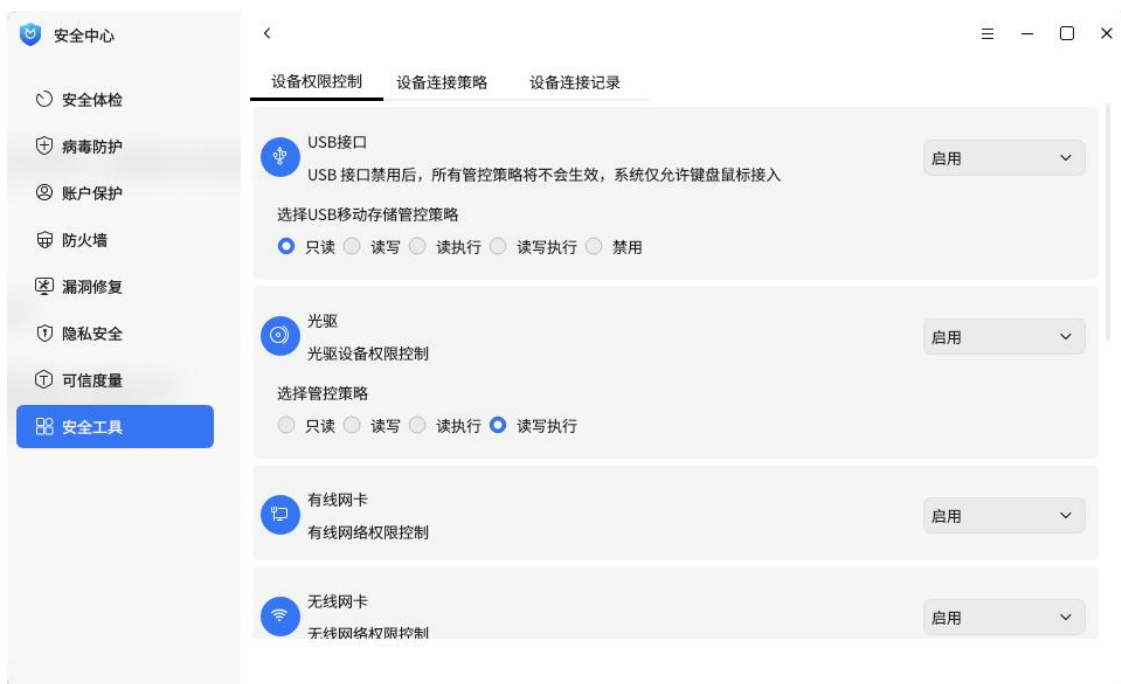 安全中心
安全体检
病毒防护
账户保护
防火墙
漏洞修复
隐私安全
可信度量
安全工具
设备权限控制 设备连接策略 设备连接记录
USB接口
启用
USB 接口禁用后，所有管控策略将不会生效，系统仅允许键盘鼠标接入
选择USB移动存储管控策略
只读 读写 读执行 读写执行 禁用
光驱
启用
光驱设备权限控制
选择管控策略
只读 读写 读执行 读写执行
有线网卡
启用
有线网络权限控制
无线网卡
启用
无线网络权限控制